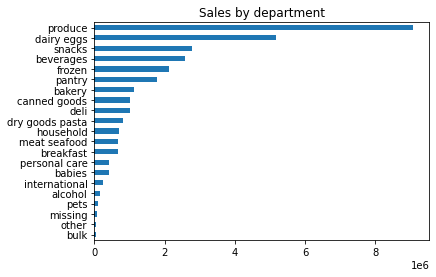 Sales by department
produce
dairy eggs
snacks
beverages
frozen
pantry
bakery
canned goods
deli
dry goods pasta
household
meat seafood
breakfast
personal care
babies
international
alcohol
pets
missing
other
bulk
0 2 4 6 8
1e6